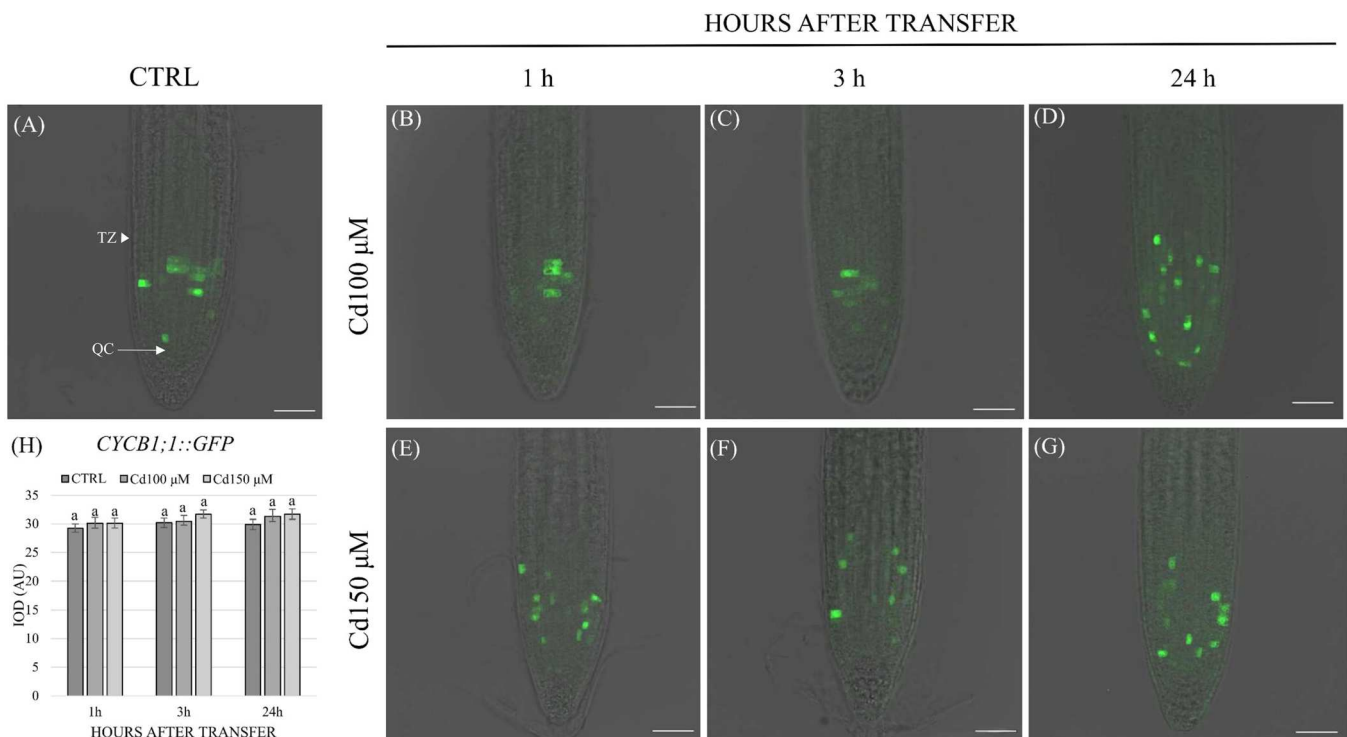 HOURS AFTER TRANSFER
CTRL
1 h
3 h
24 h
(A)
TZ
QC
Cd100 μM
(B)
(C)
(D)
(H)
CYCB1;1::GFP
CTRL Cd100 μM Cd150 μM
IOD (AU)
35
30
25
20
15
10
5
0
a a a a a a a a a
1h 3h 24h
HOURS AFTER TRANSFER
Cd150 μM
(E)
(F)
(G)